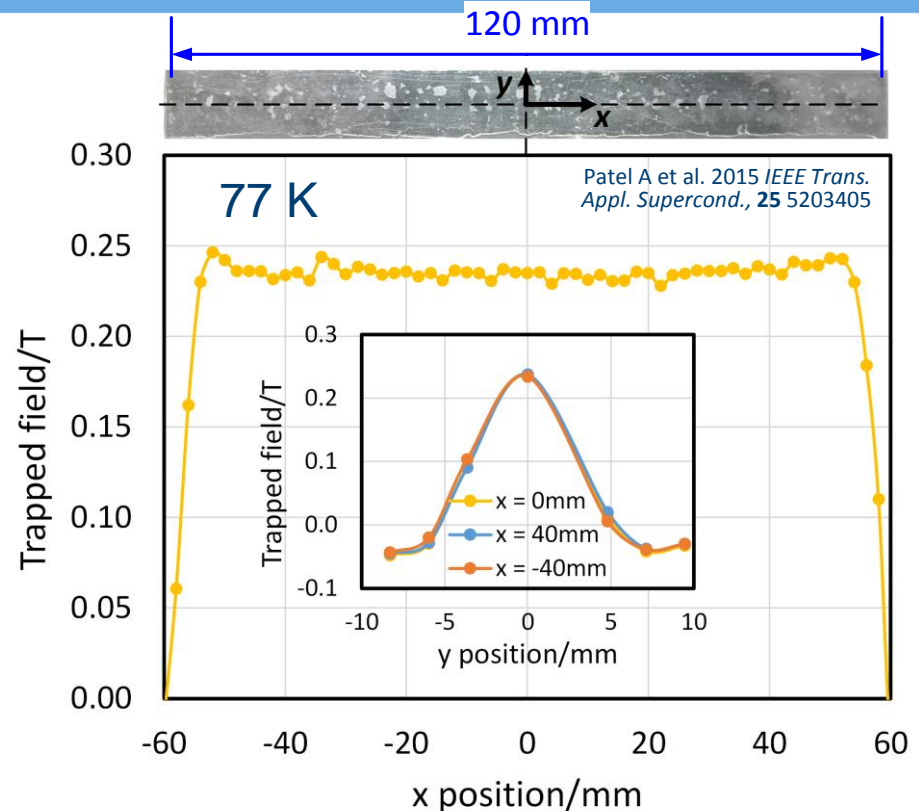 120 mm
y
x
77 K
Patel A et al. 2015 IEEE Trans.
Appl. Supercond., 25 5203405
Trapped field/T
0.30
0.25
0.20
0.15
0.10
0.05
0.00
-60 -40 -20 0 20 40 60
x position/mm
Trapped field/T
0.3
0.2
0.1
0.0
-0.1
x = 0mm
x = 40mm
x = -40mm
-10 -5 0 5 10
y position/mm